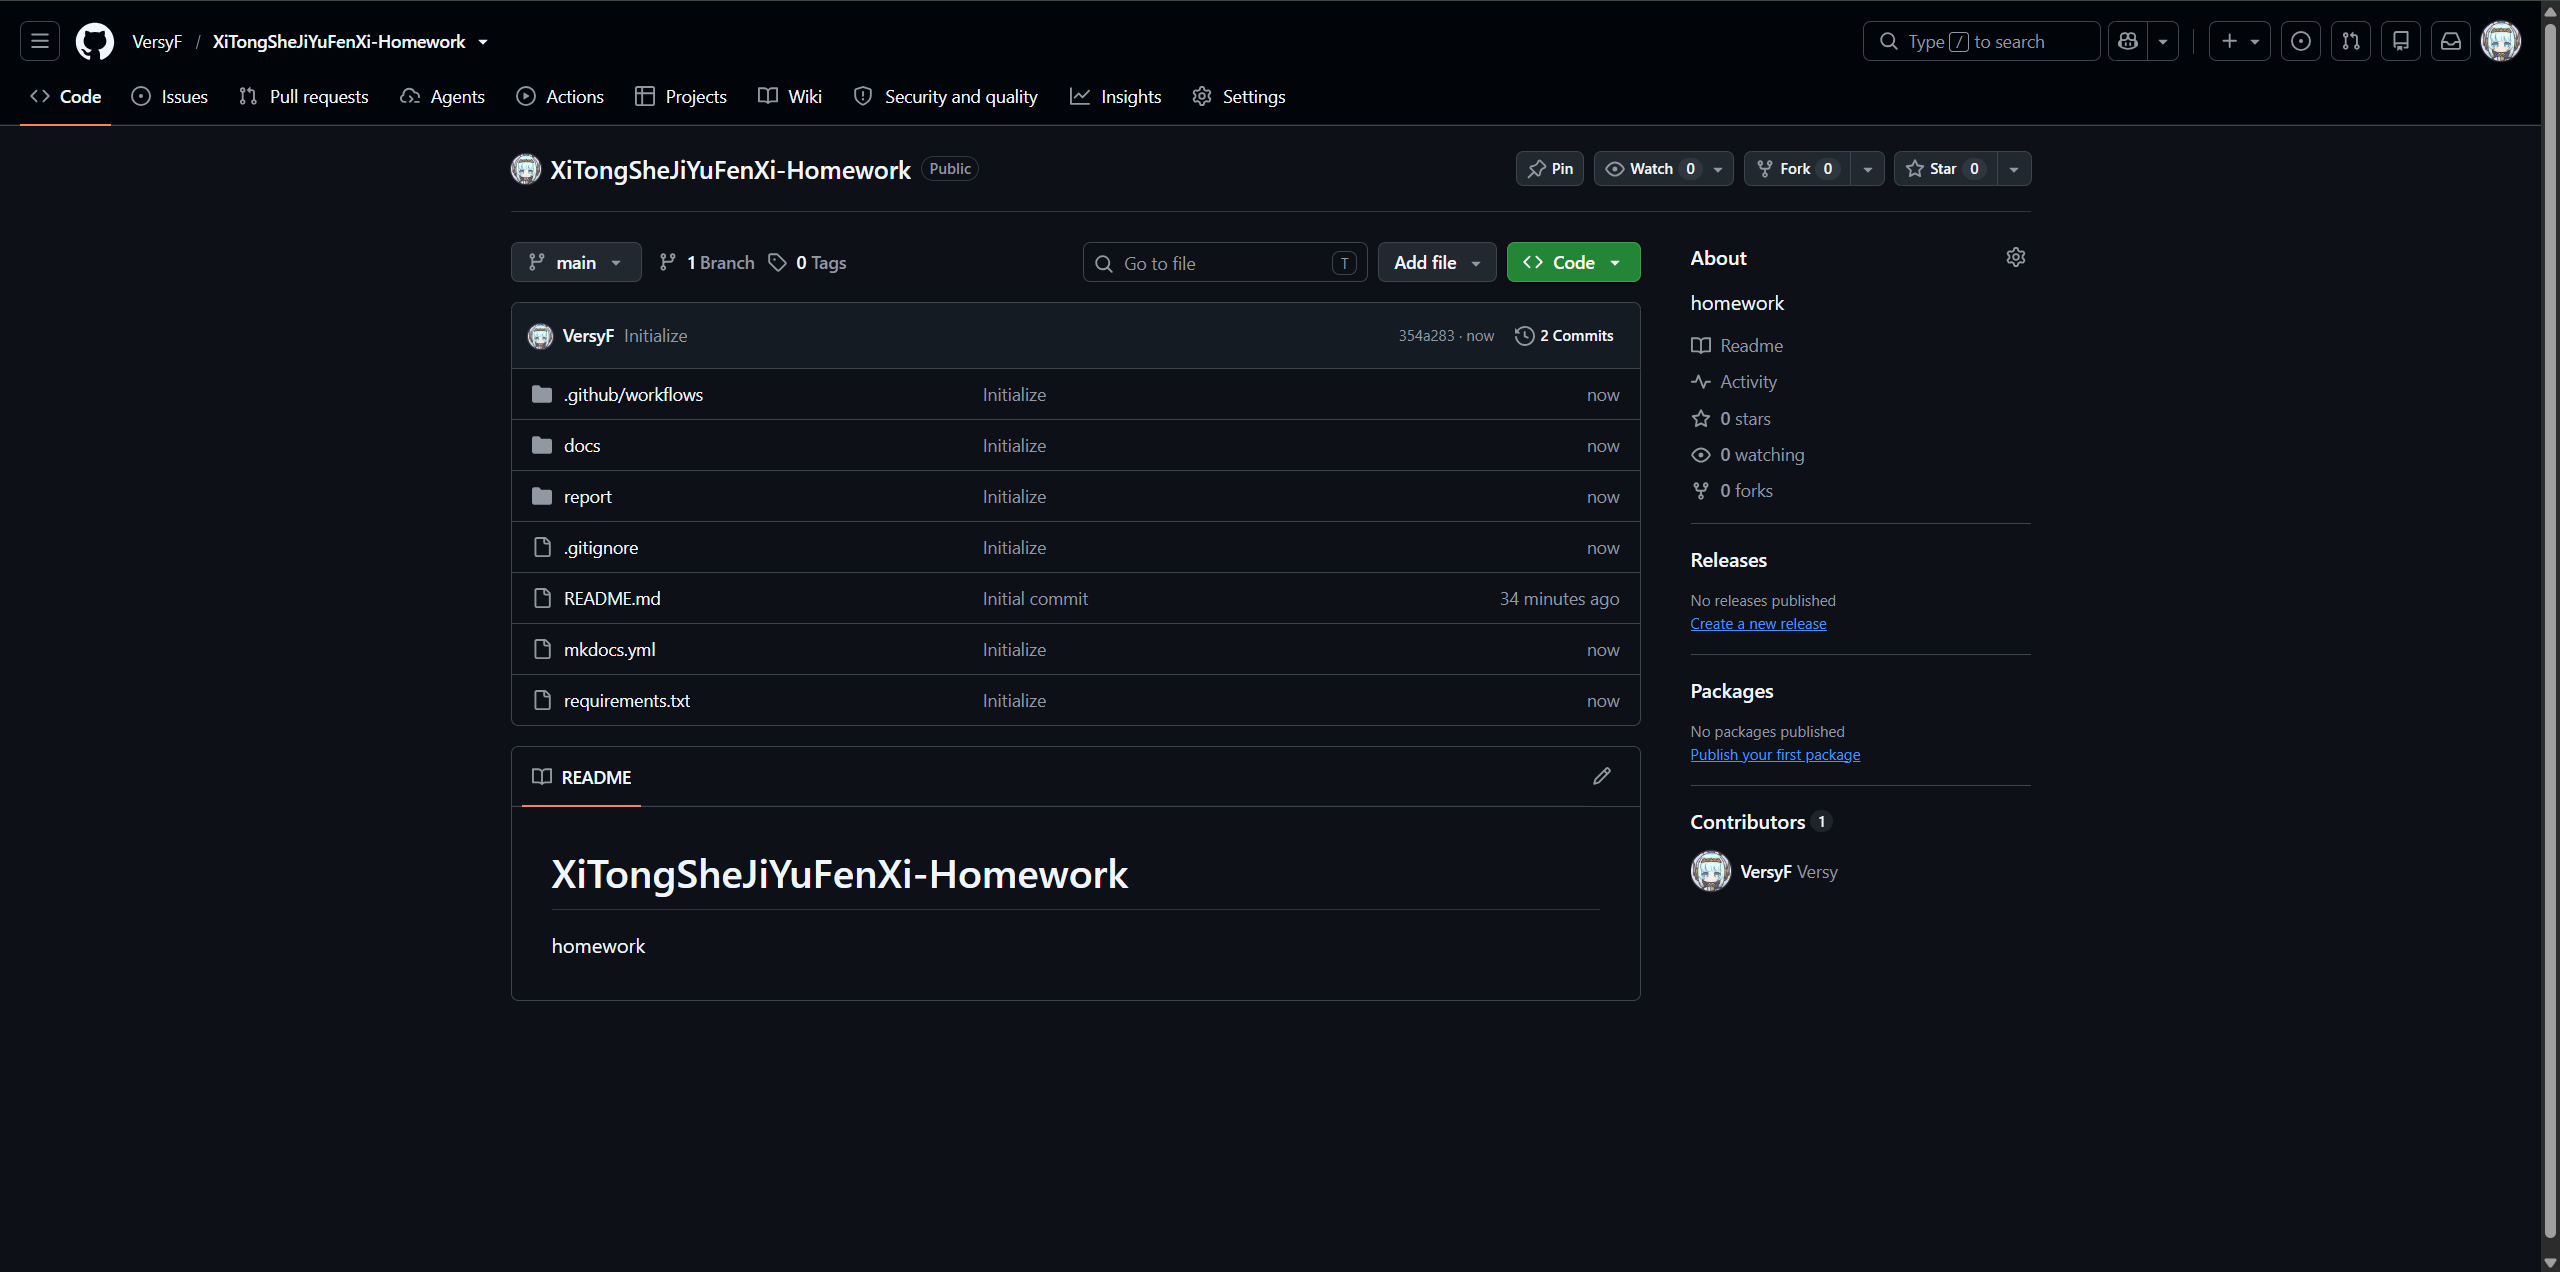 VersyF / XiTongSheJiYuFenXi-Homework
Type / to search
Code Issues Pull requests Agents Actions Projects Wiki Security and quality Insights Settings
XiTongSheJiYuFenXi-Homework Public
Pin Watch 0 Fork 0 Star 0
main 1 Branch 0 Tags
Go to file T Add file Code
VersyF Initialize 354a283 · now 2 Commits
.github/workflows Initialize now
docs Initialize now
report Initialize now
.gitignore Initialize now
README.md Initial commit 34 minutes ago
mkdocs.yml Initialize now
requirements.txt Initialize now
README
XiTongSheJiYuFenXi-Homework
homework
About
homework
Readme
Activity
0 stars
0 watching
0 forks
Releases
No releases published
Create a new release
Packages
No packages published
Publish your first package
Contributors 1
VersyF Versy